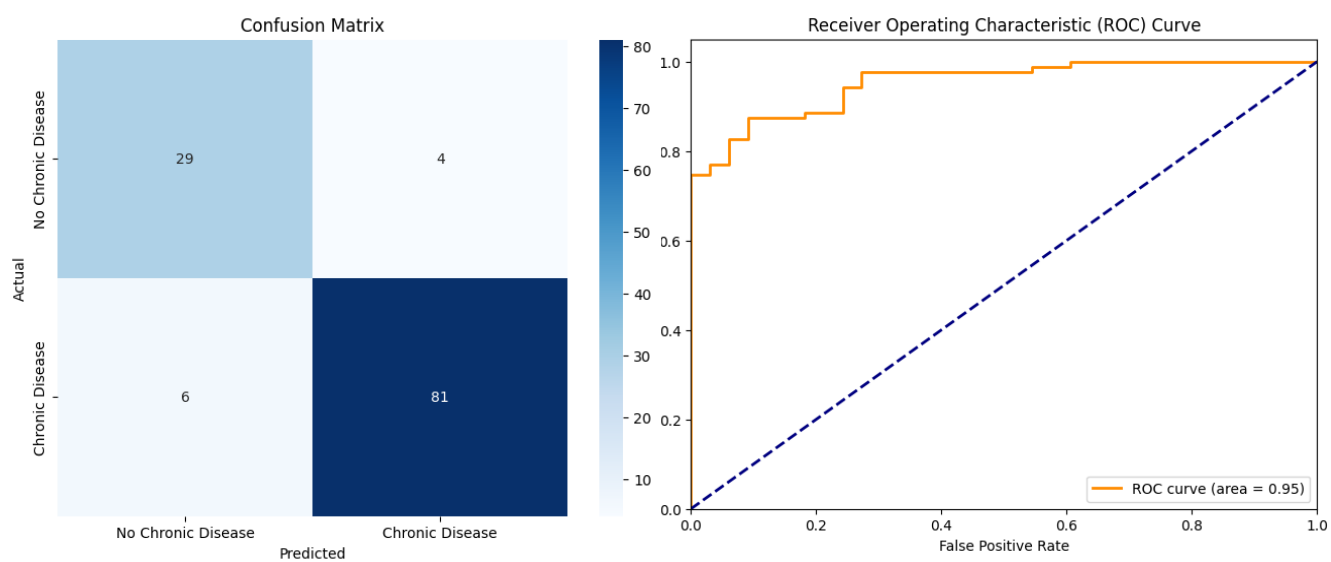 Confusion Matrix
No Chronic Disease
Chronic Disease
Actual
29
4
6
81
No Chronic Disease
Chronic Disease
Predicted
80
70
60
50
40
30
20
10
Receiver Operating Characteristic (ROC) Curve
1.0
0.8
0.6
0.4
0.2
0.0
0.0
0.2
0.4
0.6
0.8
1.0
False Positive Rate
ROC curve (area = 0.95)